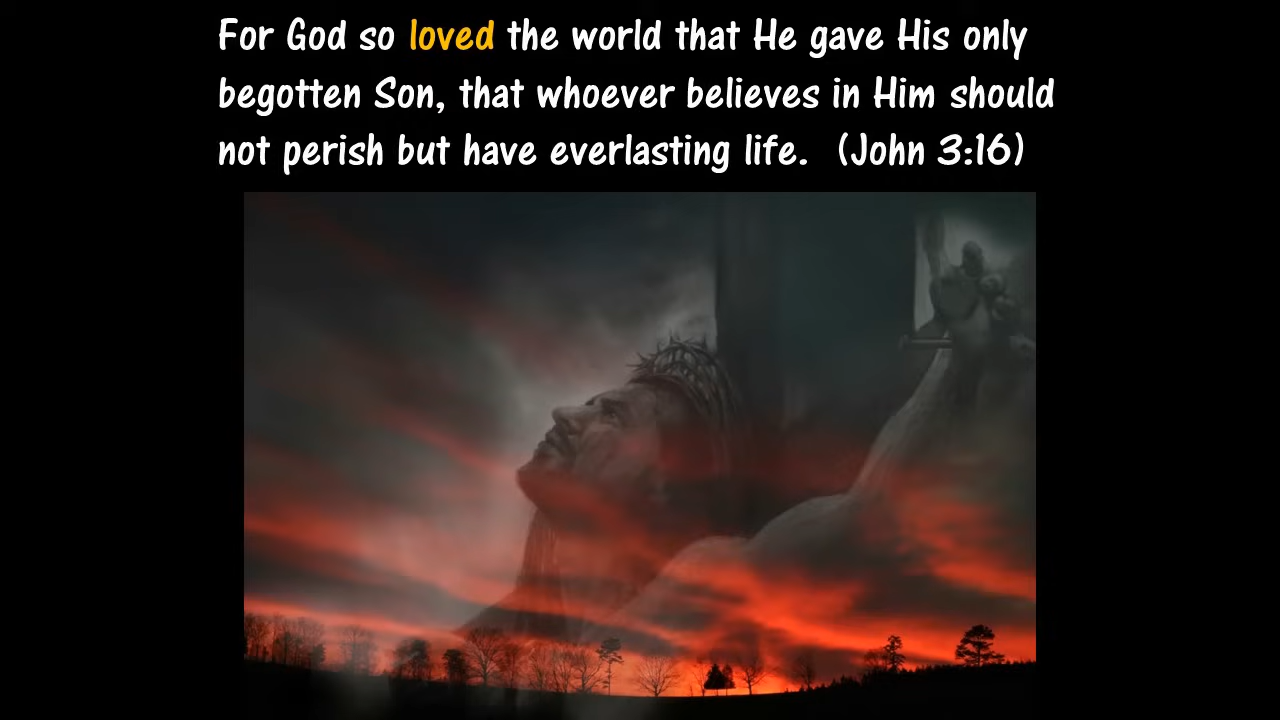 For God so loved the world that He gave His only
begotten Son, that whoever believes in Him should
not perish but have everlasting life.  (John 3:16)